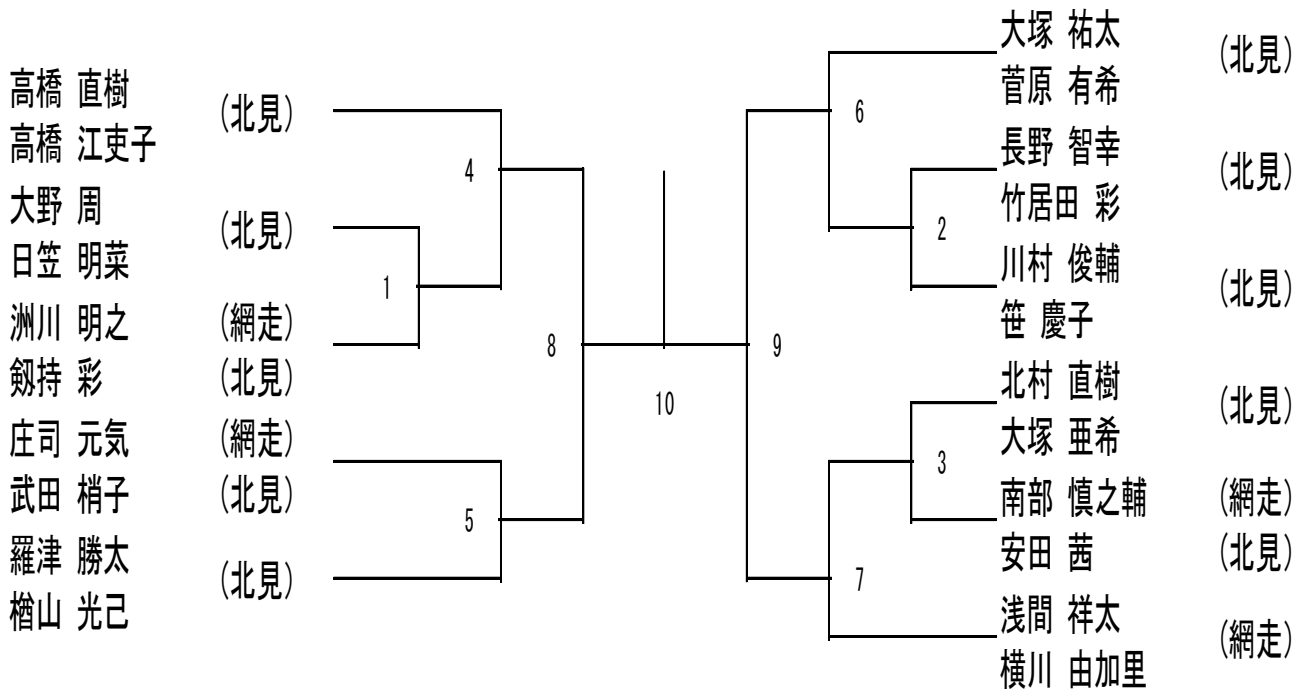 高橋 直樹
高橋 江吏子
(北見)
大野 周
日笠 明菜
(北見)
洲川 明之 (網走)
剱持 彩 (北見)
庄司 元気 (網走)
武田 梢子 (北見)
羅津 勝太
楢山 光己
(北見)
4
1
8
5
10
9
6
2
3
7
大塚 祐太
菅原 有希
(北見)
長野 智幸
竹居田 彩
(北見)
川村 俊輔
笹 慶子
(北見)
北村 直樹
大塚 亜希
(北見)
南部 慎之輔 (網走)
安田 茜 (北見)
浅間 祥太
横川 由加里
(網走)